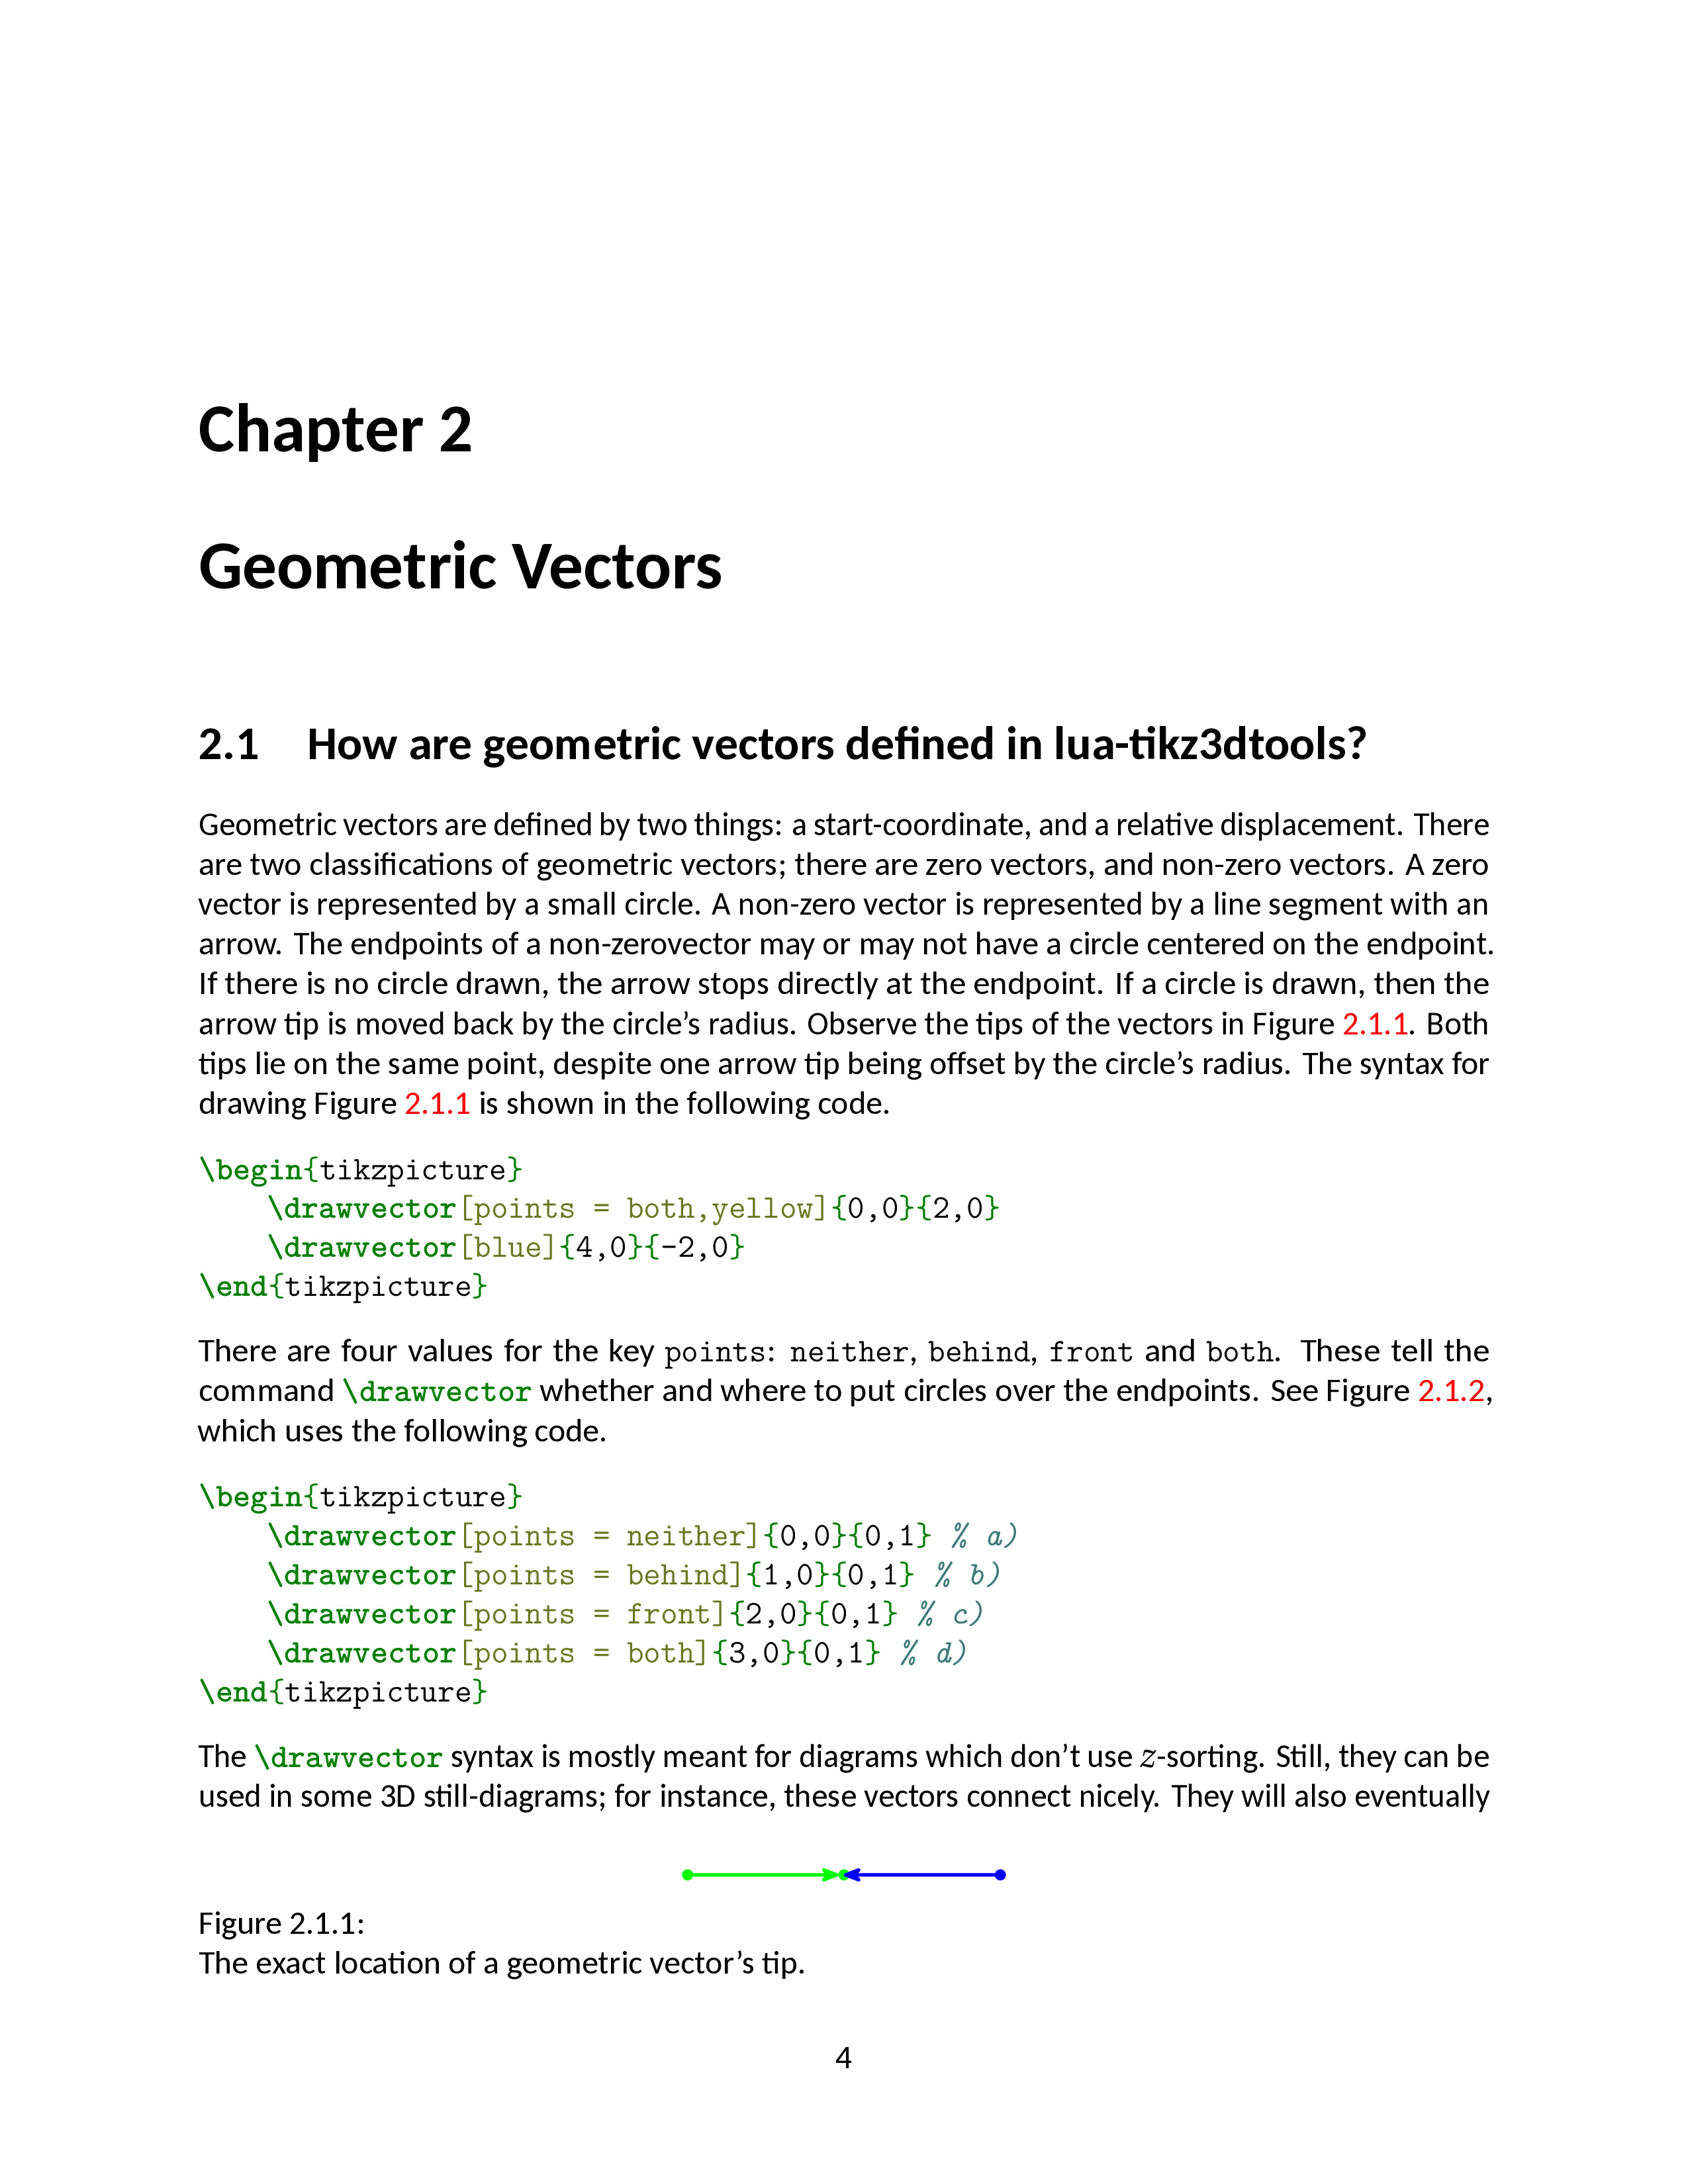 Chapter 2
Geometric Vectors
2.1 How are geometric vectors defined in lua-tikz3dtools?
Geometric vectors are defined by two things: a start-coordinate, and a relative displacement. There
are two classifications of geometric vectors; there are zero vectors, and non-zero vectors. A zero
vector is represented by a small circle. A non-zero vector is represented by a line segment with an
arrow. The endpoints of a non-zerovector may or may not have a circle centered on the endpoint.
If there is no circle drawn, the arrow stops directly at the endpoint. If a circle is drawn, then the
arrow tip is moved back by the circle’s radius. Observe the tips of the vectors in Figure 2.1.1. Both
tips lie on the same point, despite one arrow tip being offset by the circle’s radius. The syntax for
drawing Figure 2.1.1 is shown in the following code.
\begin{tikzpicture}
    \drawvector[points = both,yellow]{0,0}{2,0}
    \drawvector[blue]{4,0}{-2,0}
\end{tikzpicture}
There are four values for the key points: neither, behind, front and both. These tell the
command \drawvector whether and where to put circles over the endpoints. See Figure 2.1.2,
which uses the following code.
\begin{tikzpicture}
    \drawvector[points = neither]{0,0}{0,1} % a)
    \drawvector[points = behind]{1,0}{0,1} % b)
    \drawvector[points = front]{2,0}{0,1} % c)
    \drawvector[points = both]{3,0}{0,1} % d)
\end{tikzpicture}
The \drawvector syntax is mostly meant for diagrams which don’t use z-sorting. Still, they can be
used in some 3D still-diagrams; for instance, these vectors connect nicely. They will also eventually
Figure 2.1.1:
The exact location of a geometric vector’s tip.
4